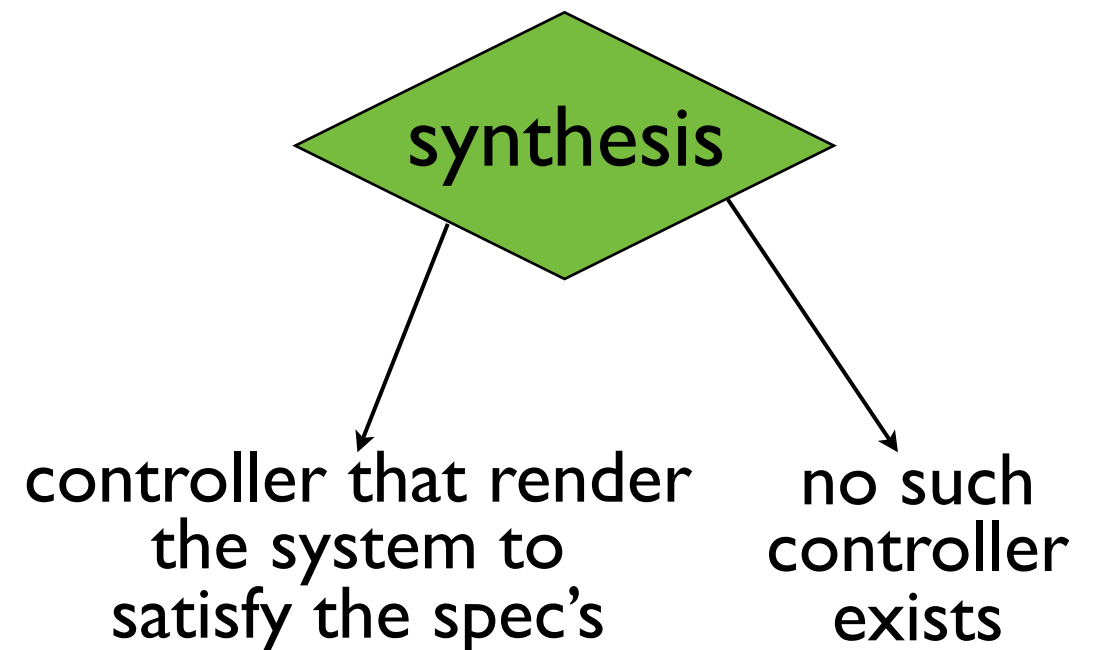 synthesis
controller that render
the system to
satisfy the spec's
no such
controller
exists